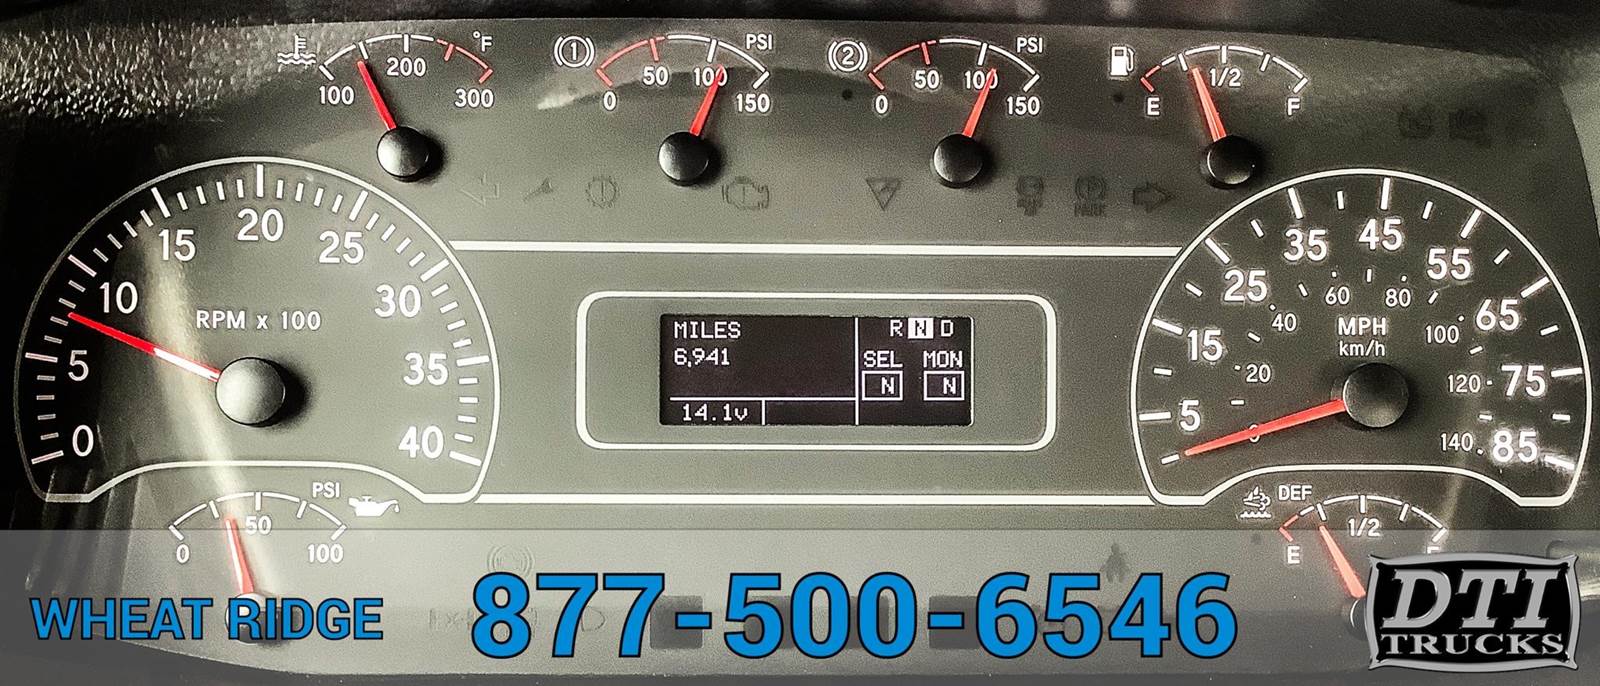 °F
100 200 300
(1) PSI
0 50 100 150
(2) PSI
0 50 100 150
E 1/2 F
PARK
0 5 10 15 20 25 30 35 40
RPM x 100
MILES
6,941
14.1v
R N D
SEL MON
N N
5 15 25 35 45 55 65 75 85
MPH
km/h
20 40 60 80 100 120 140
PSI
0 50 100
DEF
E 1/2
WHEAT RIDGE
877-500-6546
DTI
TRUCKS